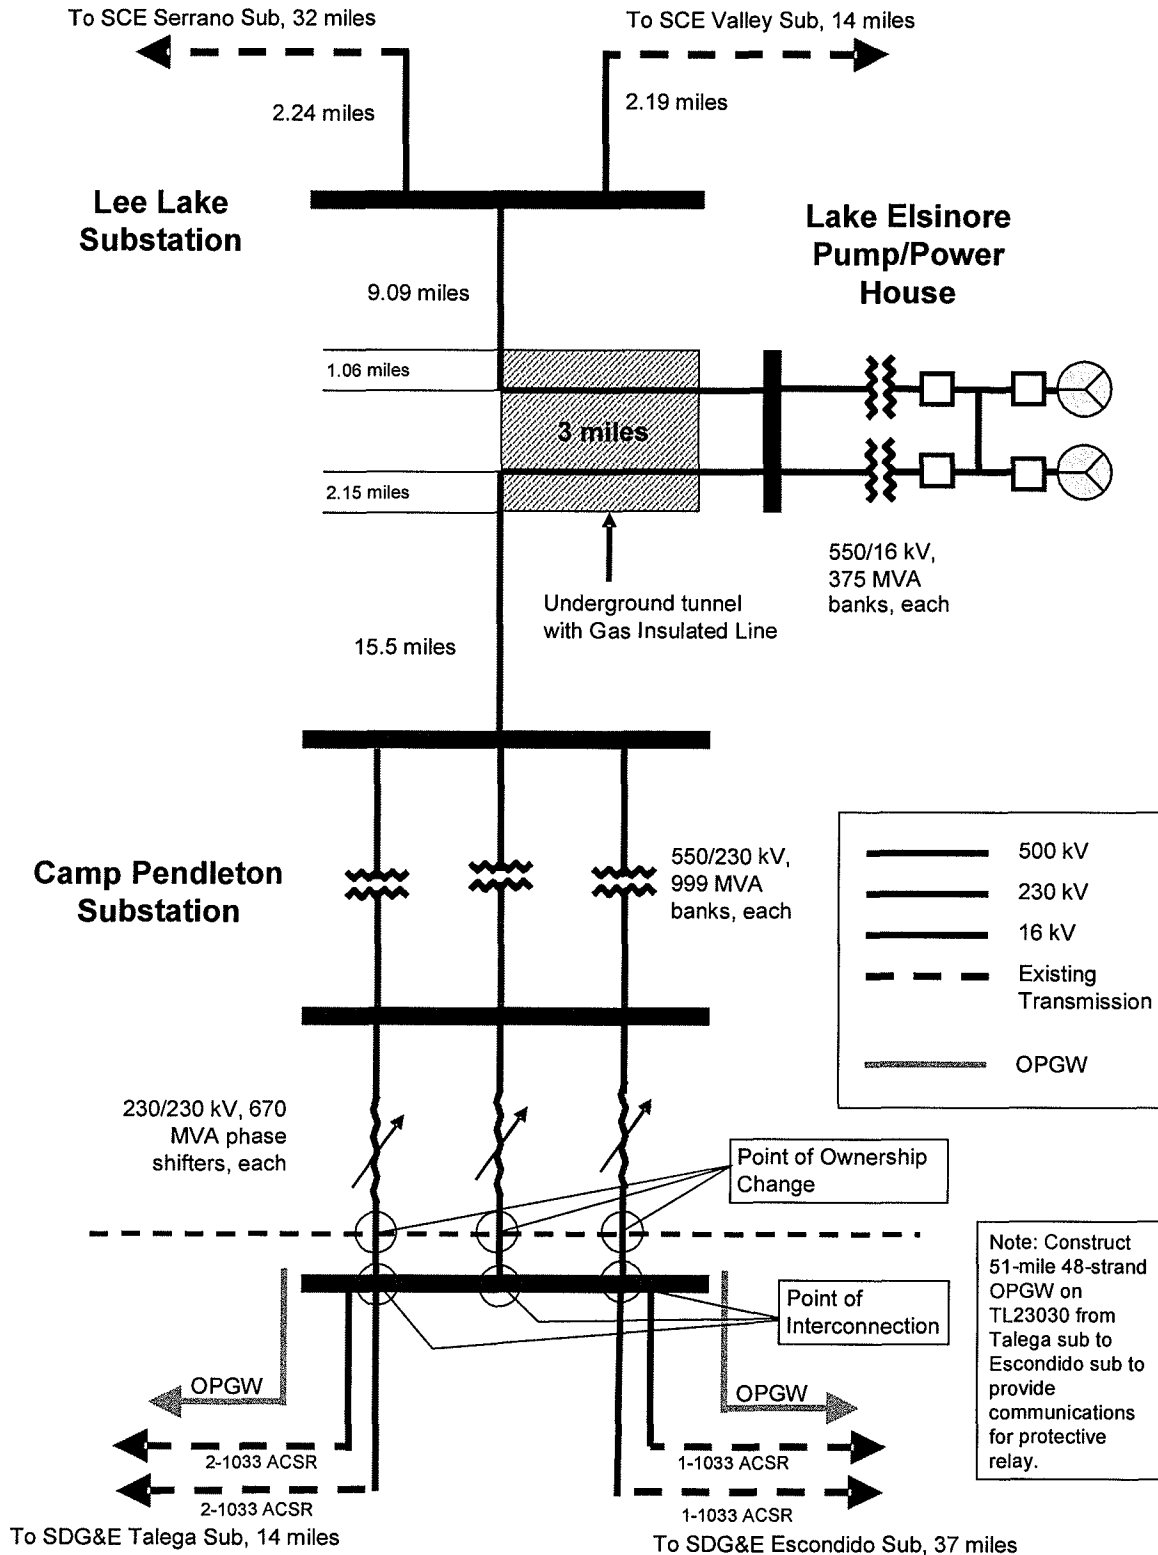 To SCE Serrano Sub, 32 miles
To SCE Valley Sub, 14 miles
2.24 miles
2.19 miles
Lee Lake
Substation
Lake Elsinore
Pump/Power
House
9.09 miles
1.06 miles
3 miles
2.15 miles
550/16 kV,
375 MVA
banks, each
Underground tunnel
with Gas Insulated Line
15.5 miles
Camp Pendleton
Substation
550/230 kV,
999 MVA
banks, each
500 kV
230 kV
16 kV
Existing
Transmission
OPGW
230/230 kV, 670
MVA phase
shifters, each
Point of Ownership
Change
Note: Construct
51-mile 48-strand
OPGW on
TL23030 from
Talega sub to
Escondido sub to
provide
communications
for protective
relay.
Point of
Interconnection
OPGW
OPGW
2-1033 ACSR
1-1033 ACSR
2-1033 ACSR
1-1033 ACSR
To SDG&E Talega Sub, 14 miles
To SDG&E Escondido Sub, 37 miles